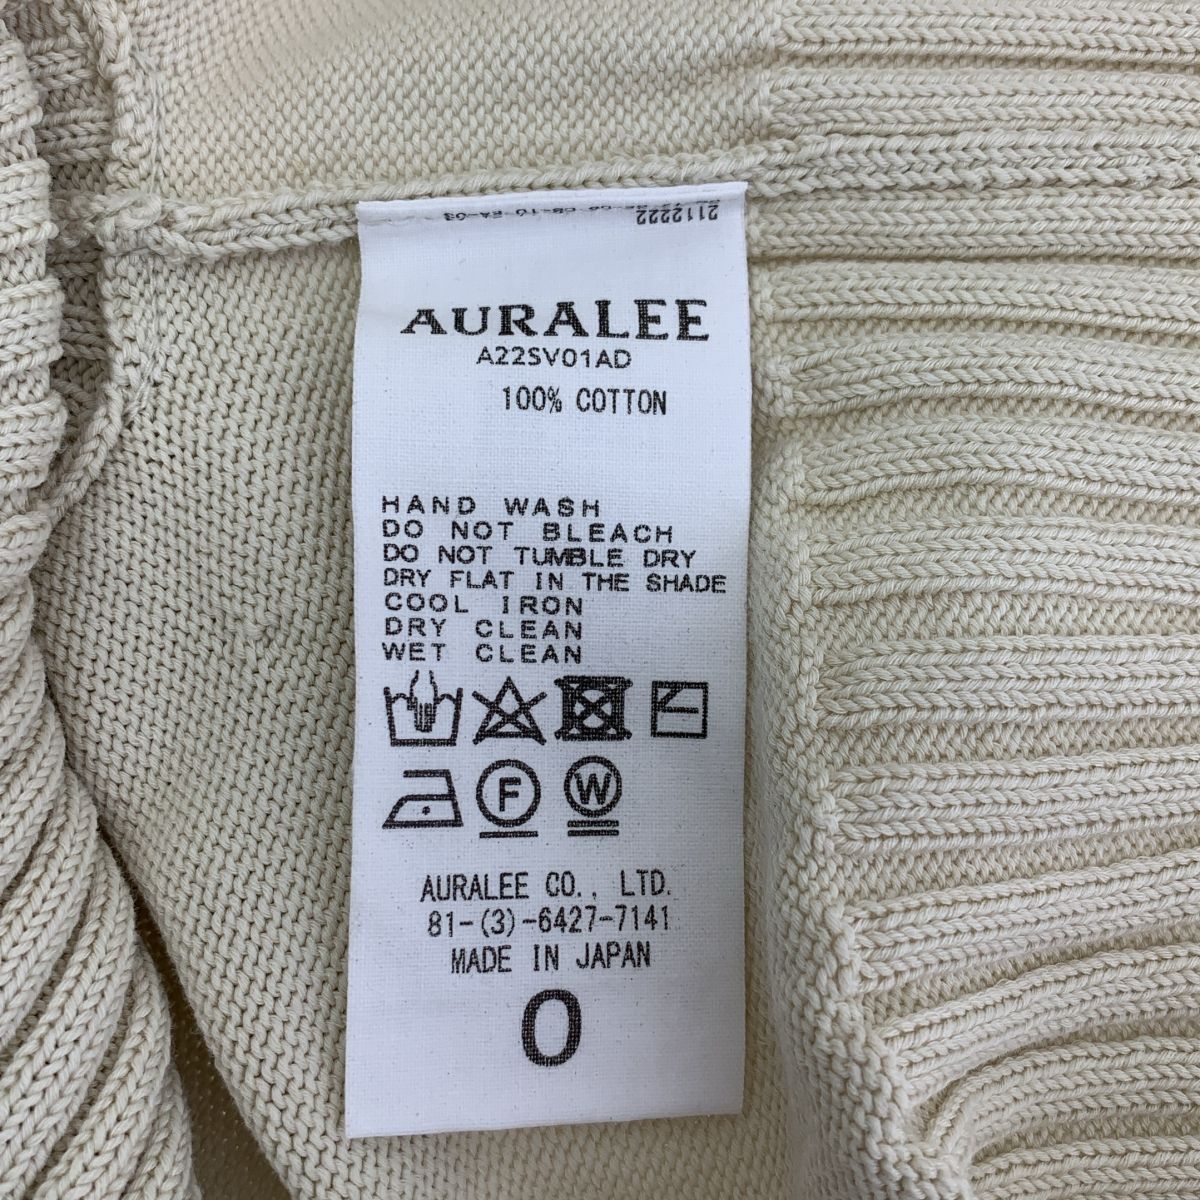 2112222
AURALEE
A22SV01AD
100% COTTON
HAND WASH
DO NOT BLEACH
DO NOT TUMBLE DRY
DRY FLAT IN THE SHADE
COOL IRON
DRY CLEAN
WET CLEAN
F W
AURALEE CO., LTD.
81-(3)-6427-7141
MADE IN JAPAN
0